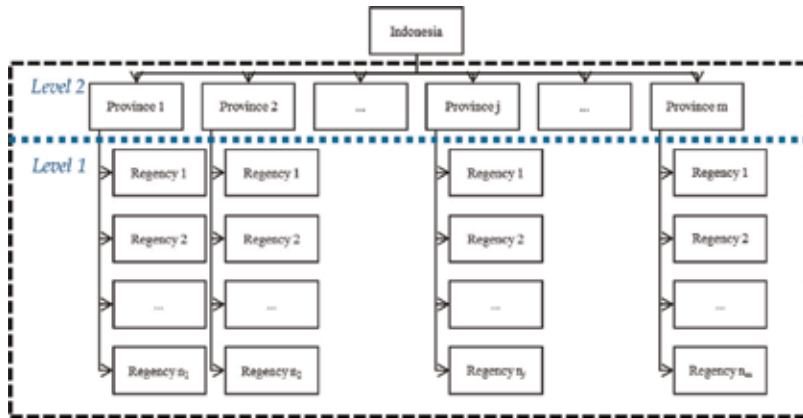 Indonesia
Level 2
Province 1
Province 2
...
Province j
...
Province m
Level 1
Regency 1
Regency 1
Regency 1
Regency 1
Regency 2
Regency 2
Regency 2
Regency 2
...
...
...
...
Regency n₁
Regency n₂
Regency nⱼ
Regency nₘ